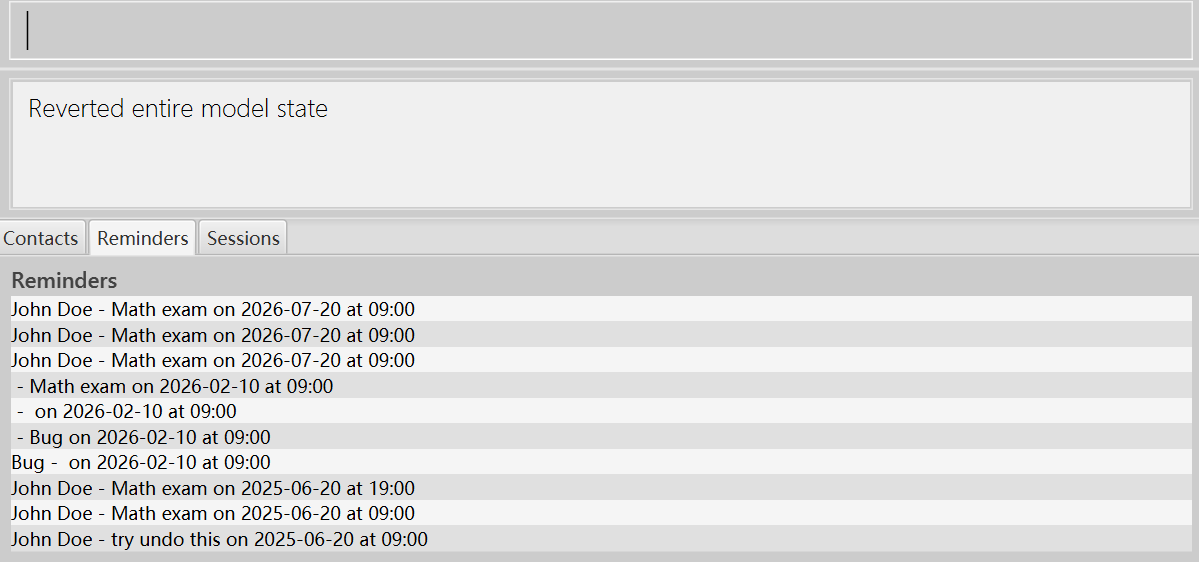 Reverted entire model state
Contacts Reminders Sessions
Reminders
John Doe - Math exam on 2026-07-20 at 09:00
John Doe - Math exam on 2026-07-20 at 09:00
John Doe - Math exam on 2026-07-20 at 09:00
- Math exam on 2026-02-10 at 09:00
-  on 2026-02-10 at 09:00
- Bug on 2026-02-10 at 09:00
Bug -  on 2026-02-10 at 09:00
John Doe - Math exam on 2025-06-20 at 19:00
John Doe - Math exam on 2025-06-20 at 09:00
John Doe - try undo this on 2025-06-20 at 09:00